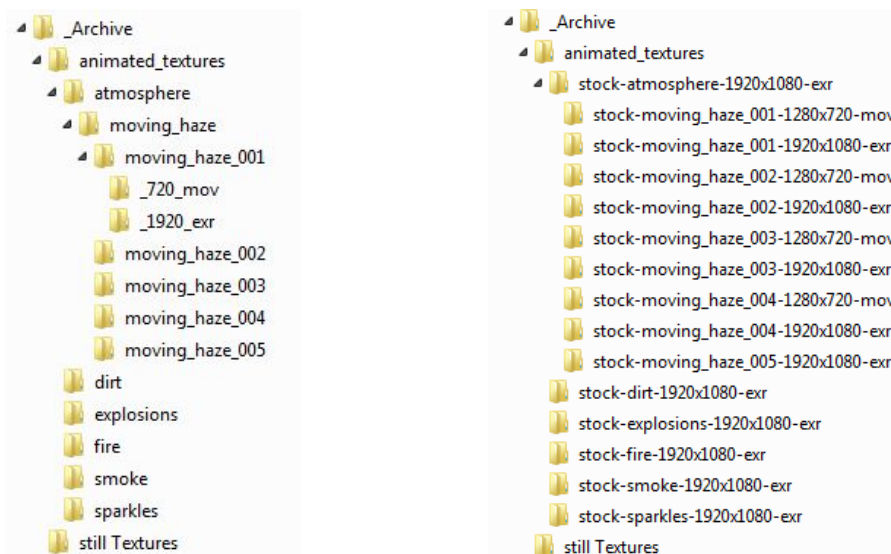 _Archive
animated_textures
atmosphere
moving_haze
moving_haze_001
_720_mov
_1920_exr
moving_haze_002
moving_haze_003
moving_haze_004
moving_haze_005
dirt
explosions
fire
smoke
sparkles
still Textures
_Archive
animated_textures
stock-atmosphere-1920x1080-exr
stock-moving_haze_001-1280x720-mov
stock-moving_haze_001-1920x1080-exr
stock-moving_haze_002-1280x720-mov
stock-moving_haze_002-1920x1080-exr
stock-moving_haze_003-1280x720-mov
stock-moving_haze_003-1920x1080-exr
stock-moving_haze_004-1280x720-mov
stock-moving_haze_004-1920x1080-exr
stock-moving_haze_005-1920x1080-exr
stock-dirt-1920x1080-exr
stock-explosions-1920x1080-exr
stock-fire-1920x1080-exr
stock-smoke-1920x1080-exr
stock-sparkles-1920x1080-exr
still Textures